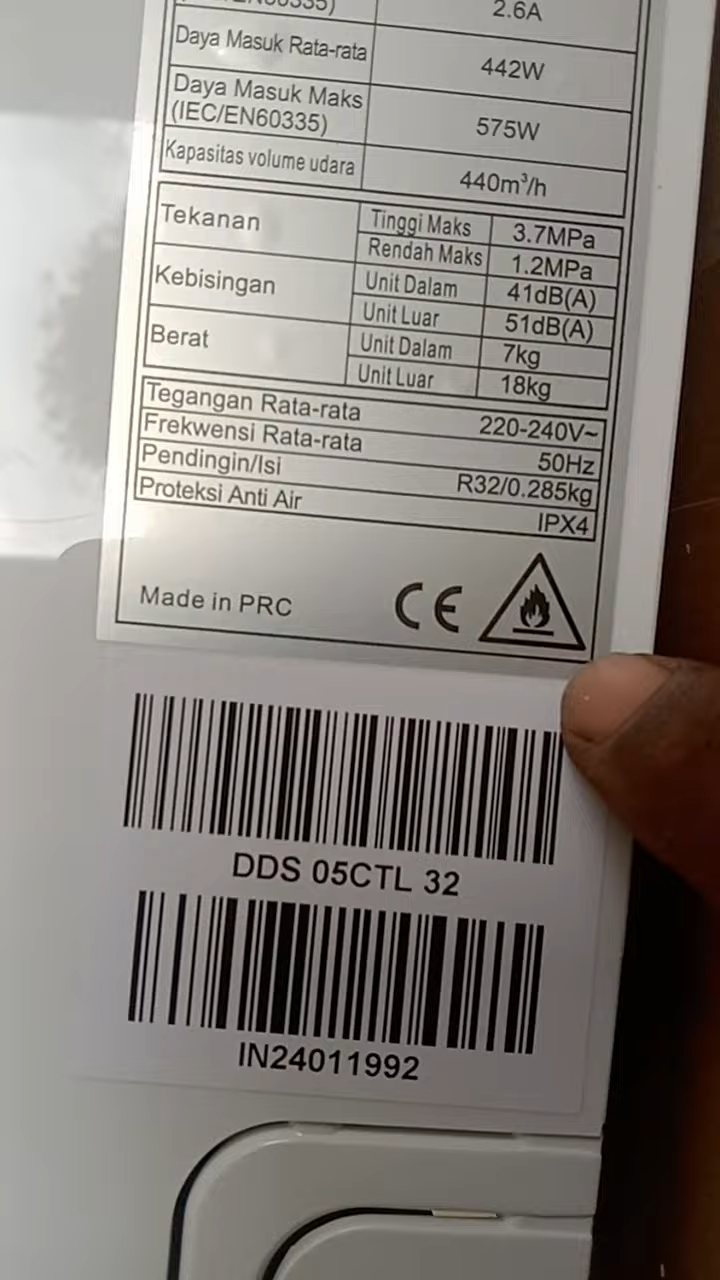 2.6A
Daya Masuk Rata-rata 442W
Daya Masuk Maks
(IEC/EN60335) 575W
Kapasitas volume udara 440m³/h
Tekanan Tinggi Maks 3.7MPa
Rendah Maks 1.2MPa
Kebisingan Unit Dalam 41dB(A)
Unit Luar 51dB(A)
Berat Unit Dalam 7kg
Unit Luar 18kg
Tegangan Rata-rata 220-240V~
Frekwensi Rata-rata 50Hz
Pendingin/Isi R32/0.285kg
Proteksi Anti Air IPX4
Made in PRC CE
DDS 05CTL 32
IN24011992